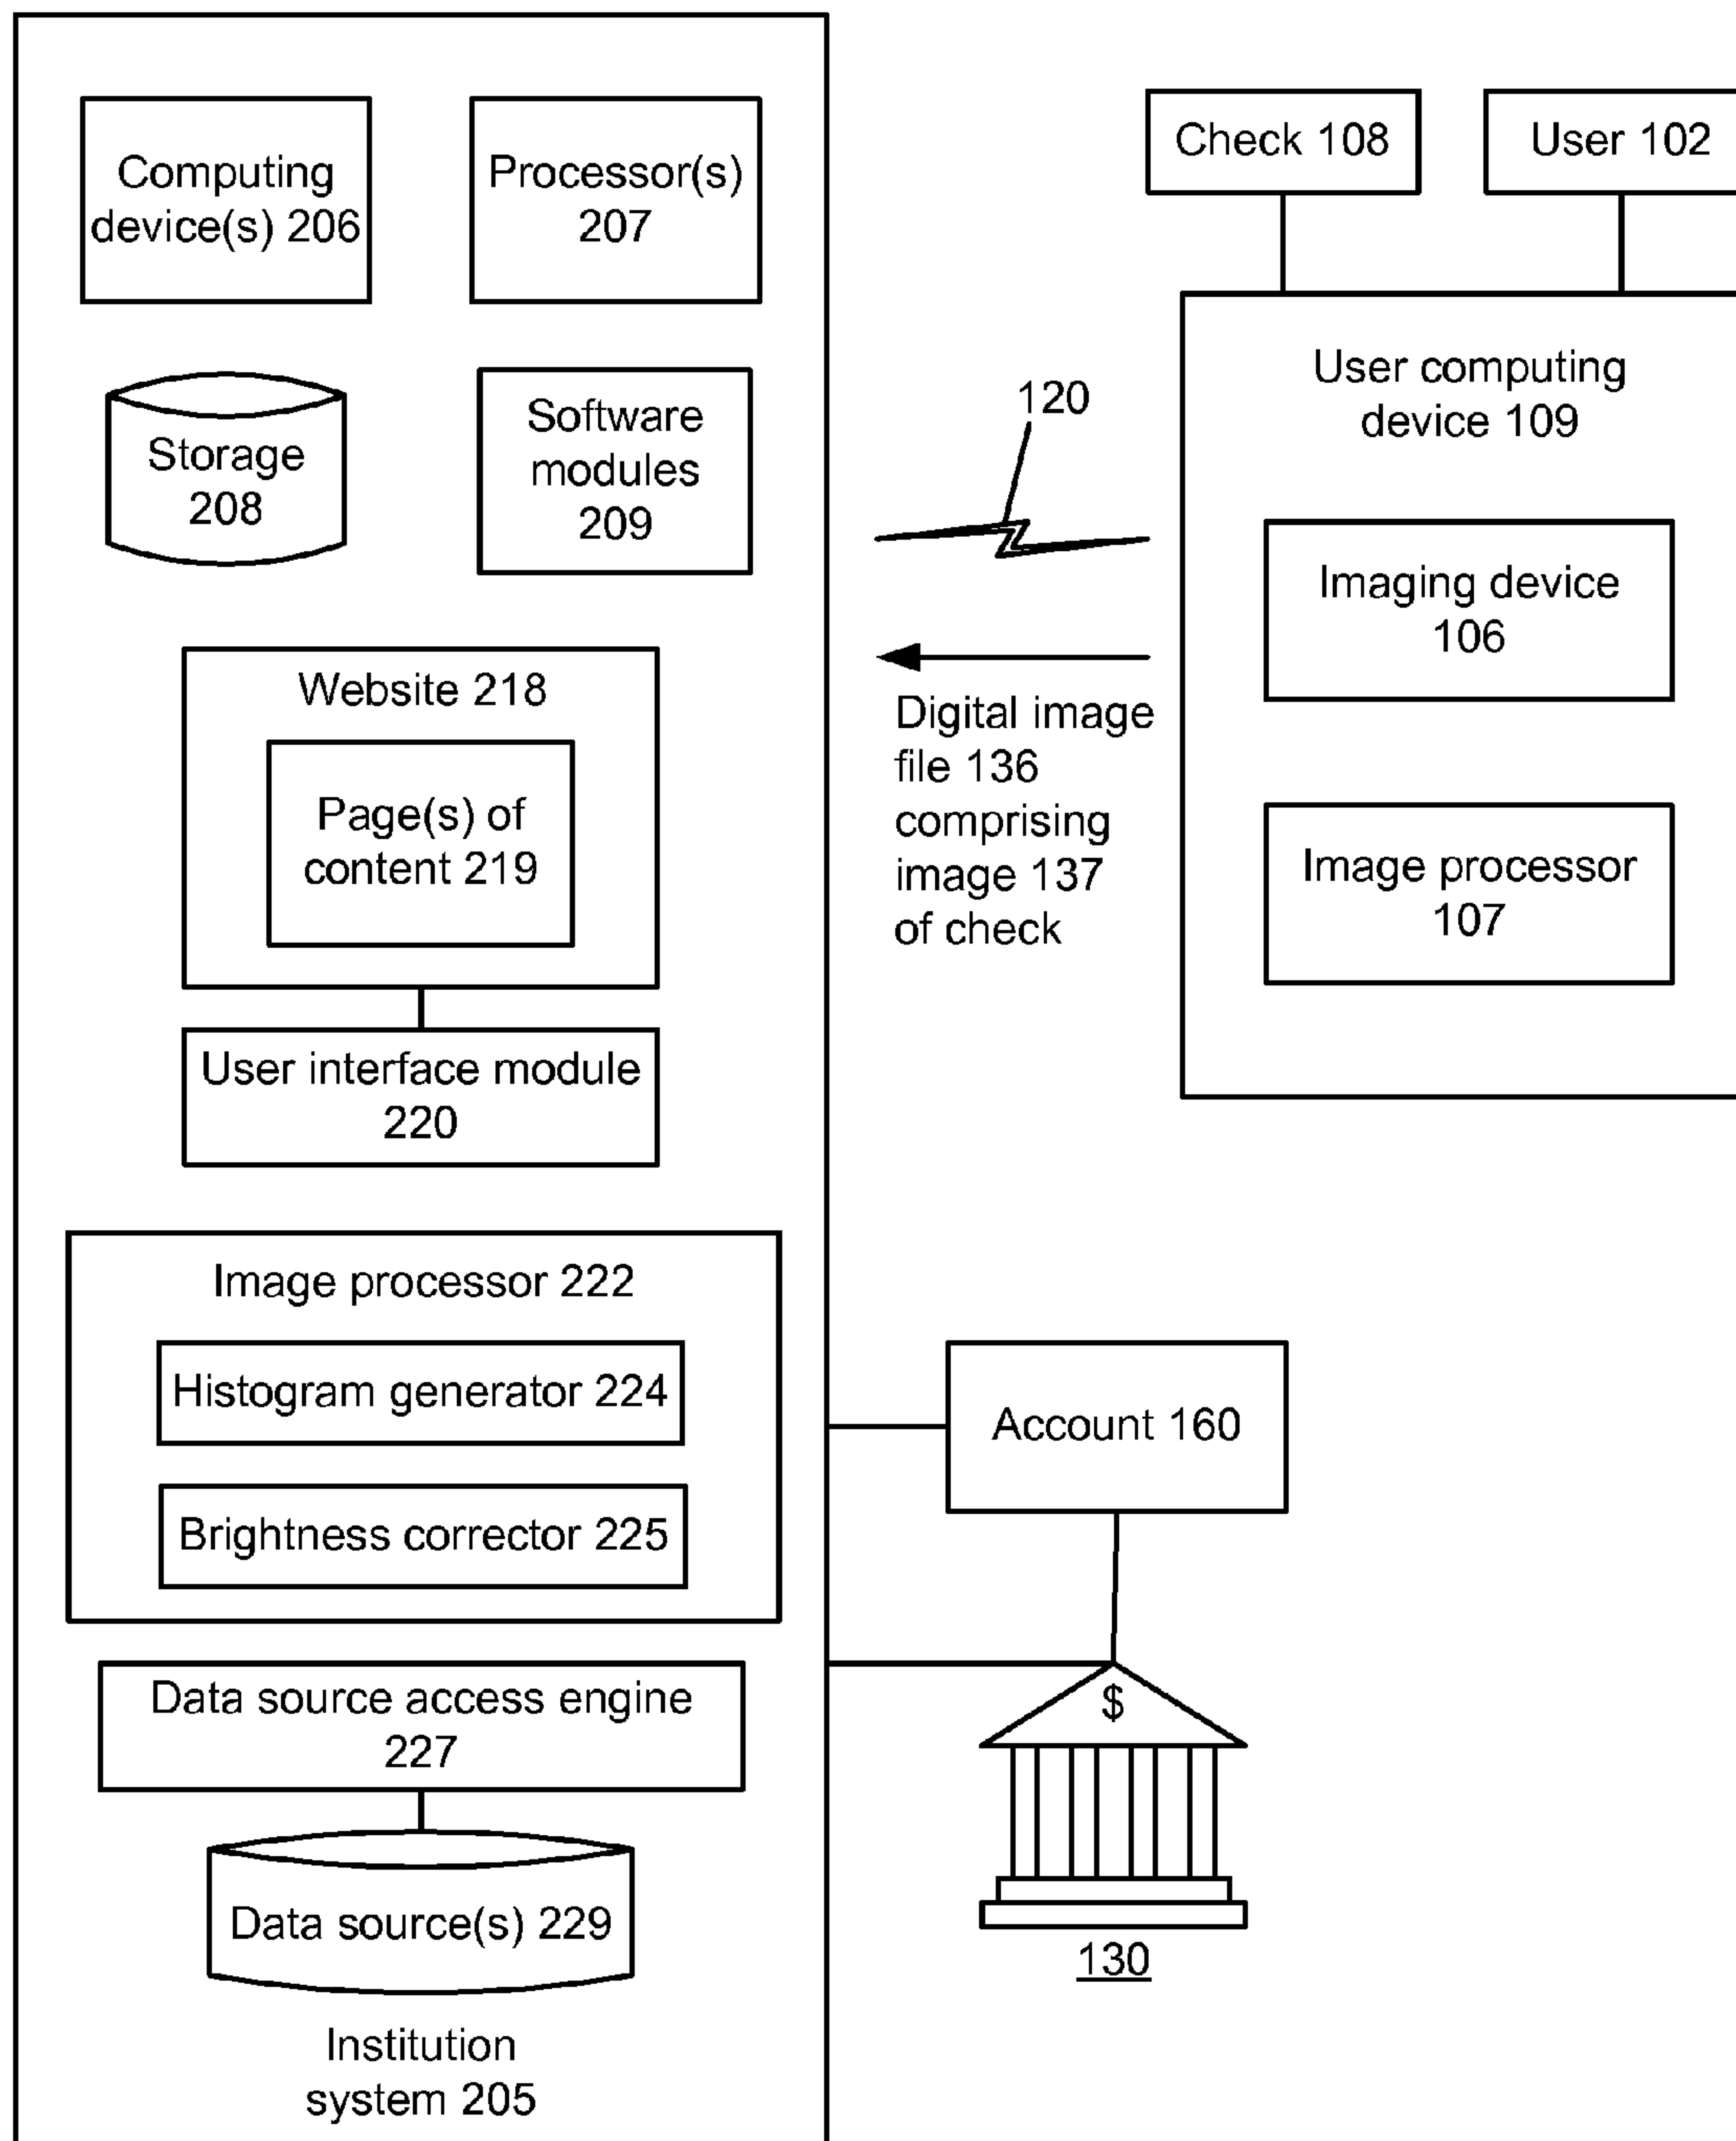 Computing
device(s) 206
Processor(s)
207
Storage
208
Software
modules
209
Website 218
Page(s) of
content 219
User interface module
220
Image processor 222
Histogram generator 224
Brightness corrector 225
Data source access engine
227
Data source(s) 229
Institution
system 205
120
Digital image
file 136
comprising
image 137
of check
Check 108
User 102
User computing
device 109
Imaging device
106
Image processor
107
Account 160
$
130